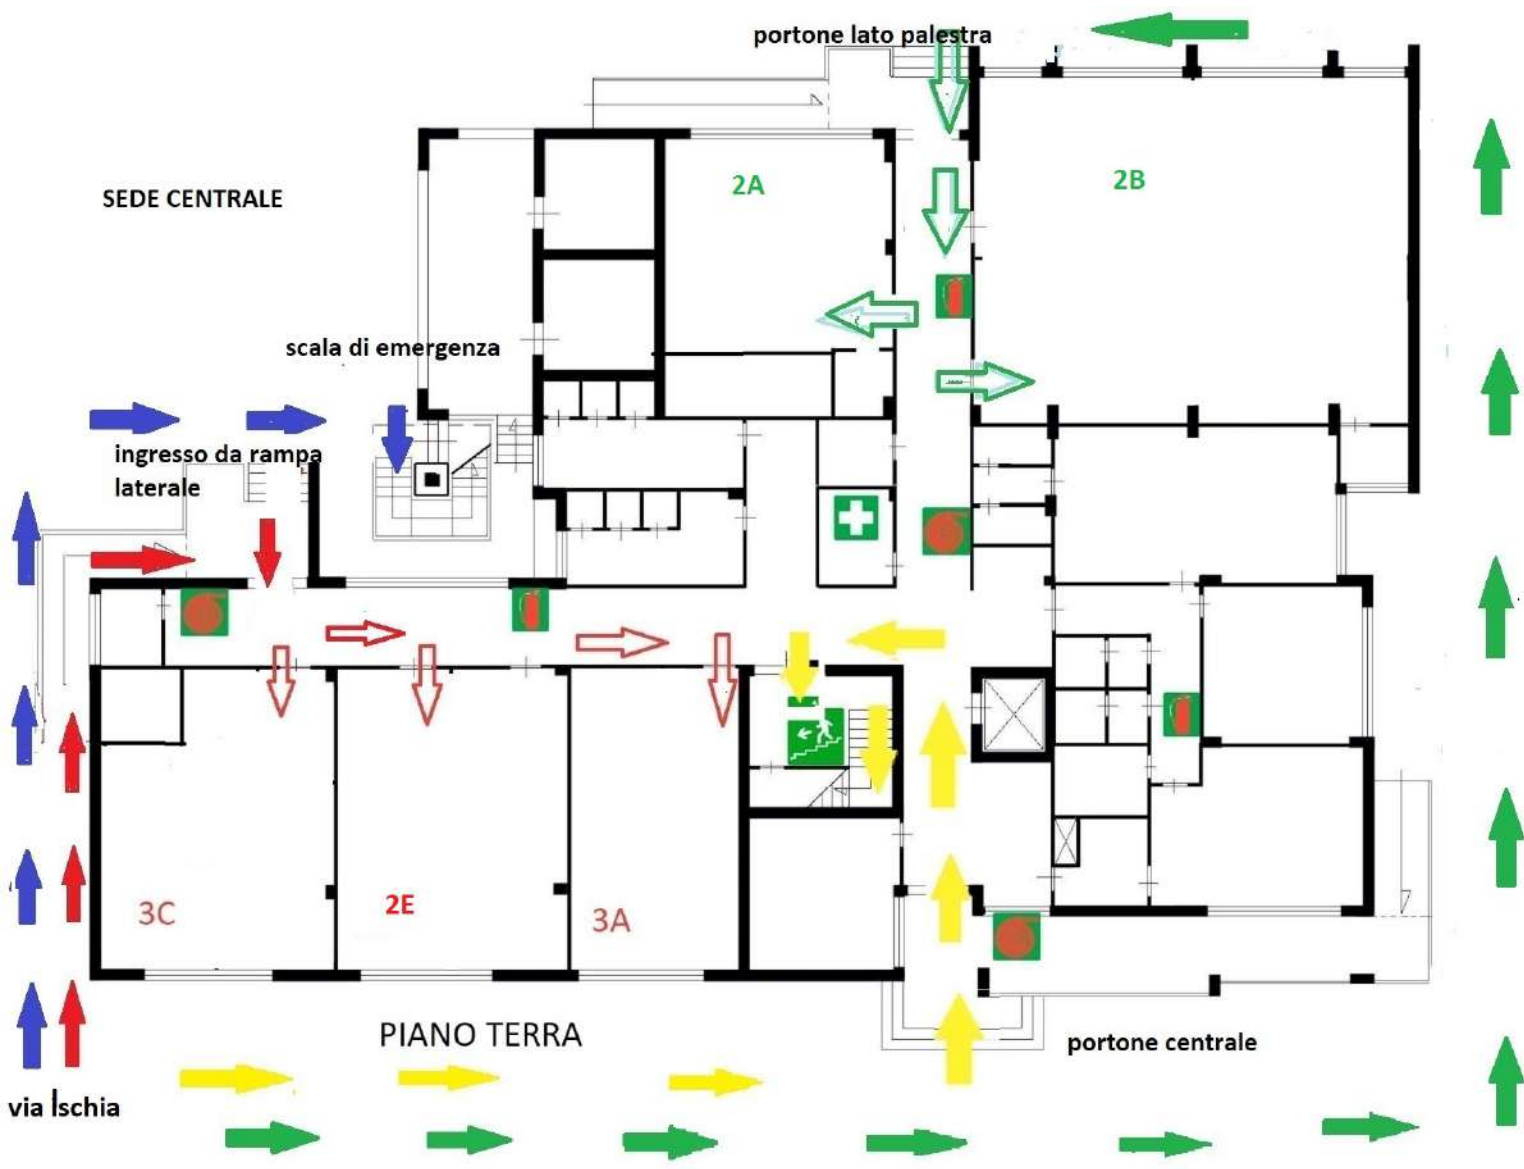 portone lato palestra
SEDE CENTRALE
2A
2B
scala di emergenza
ingresso da rampa
laterale
3C
2E
3A
PIANO TERRA
portone centrale
via Ischia